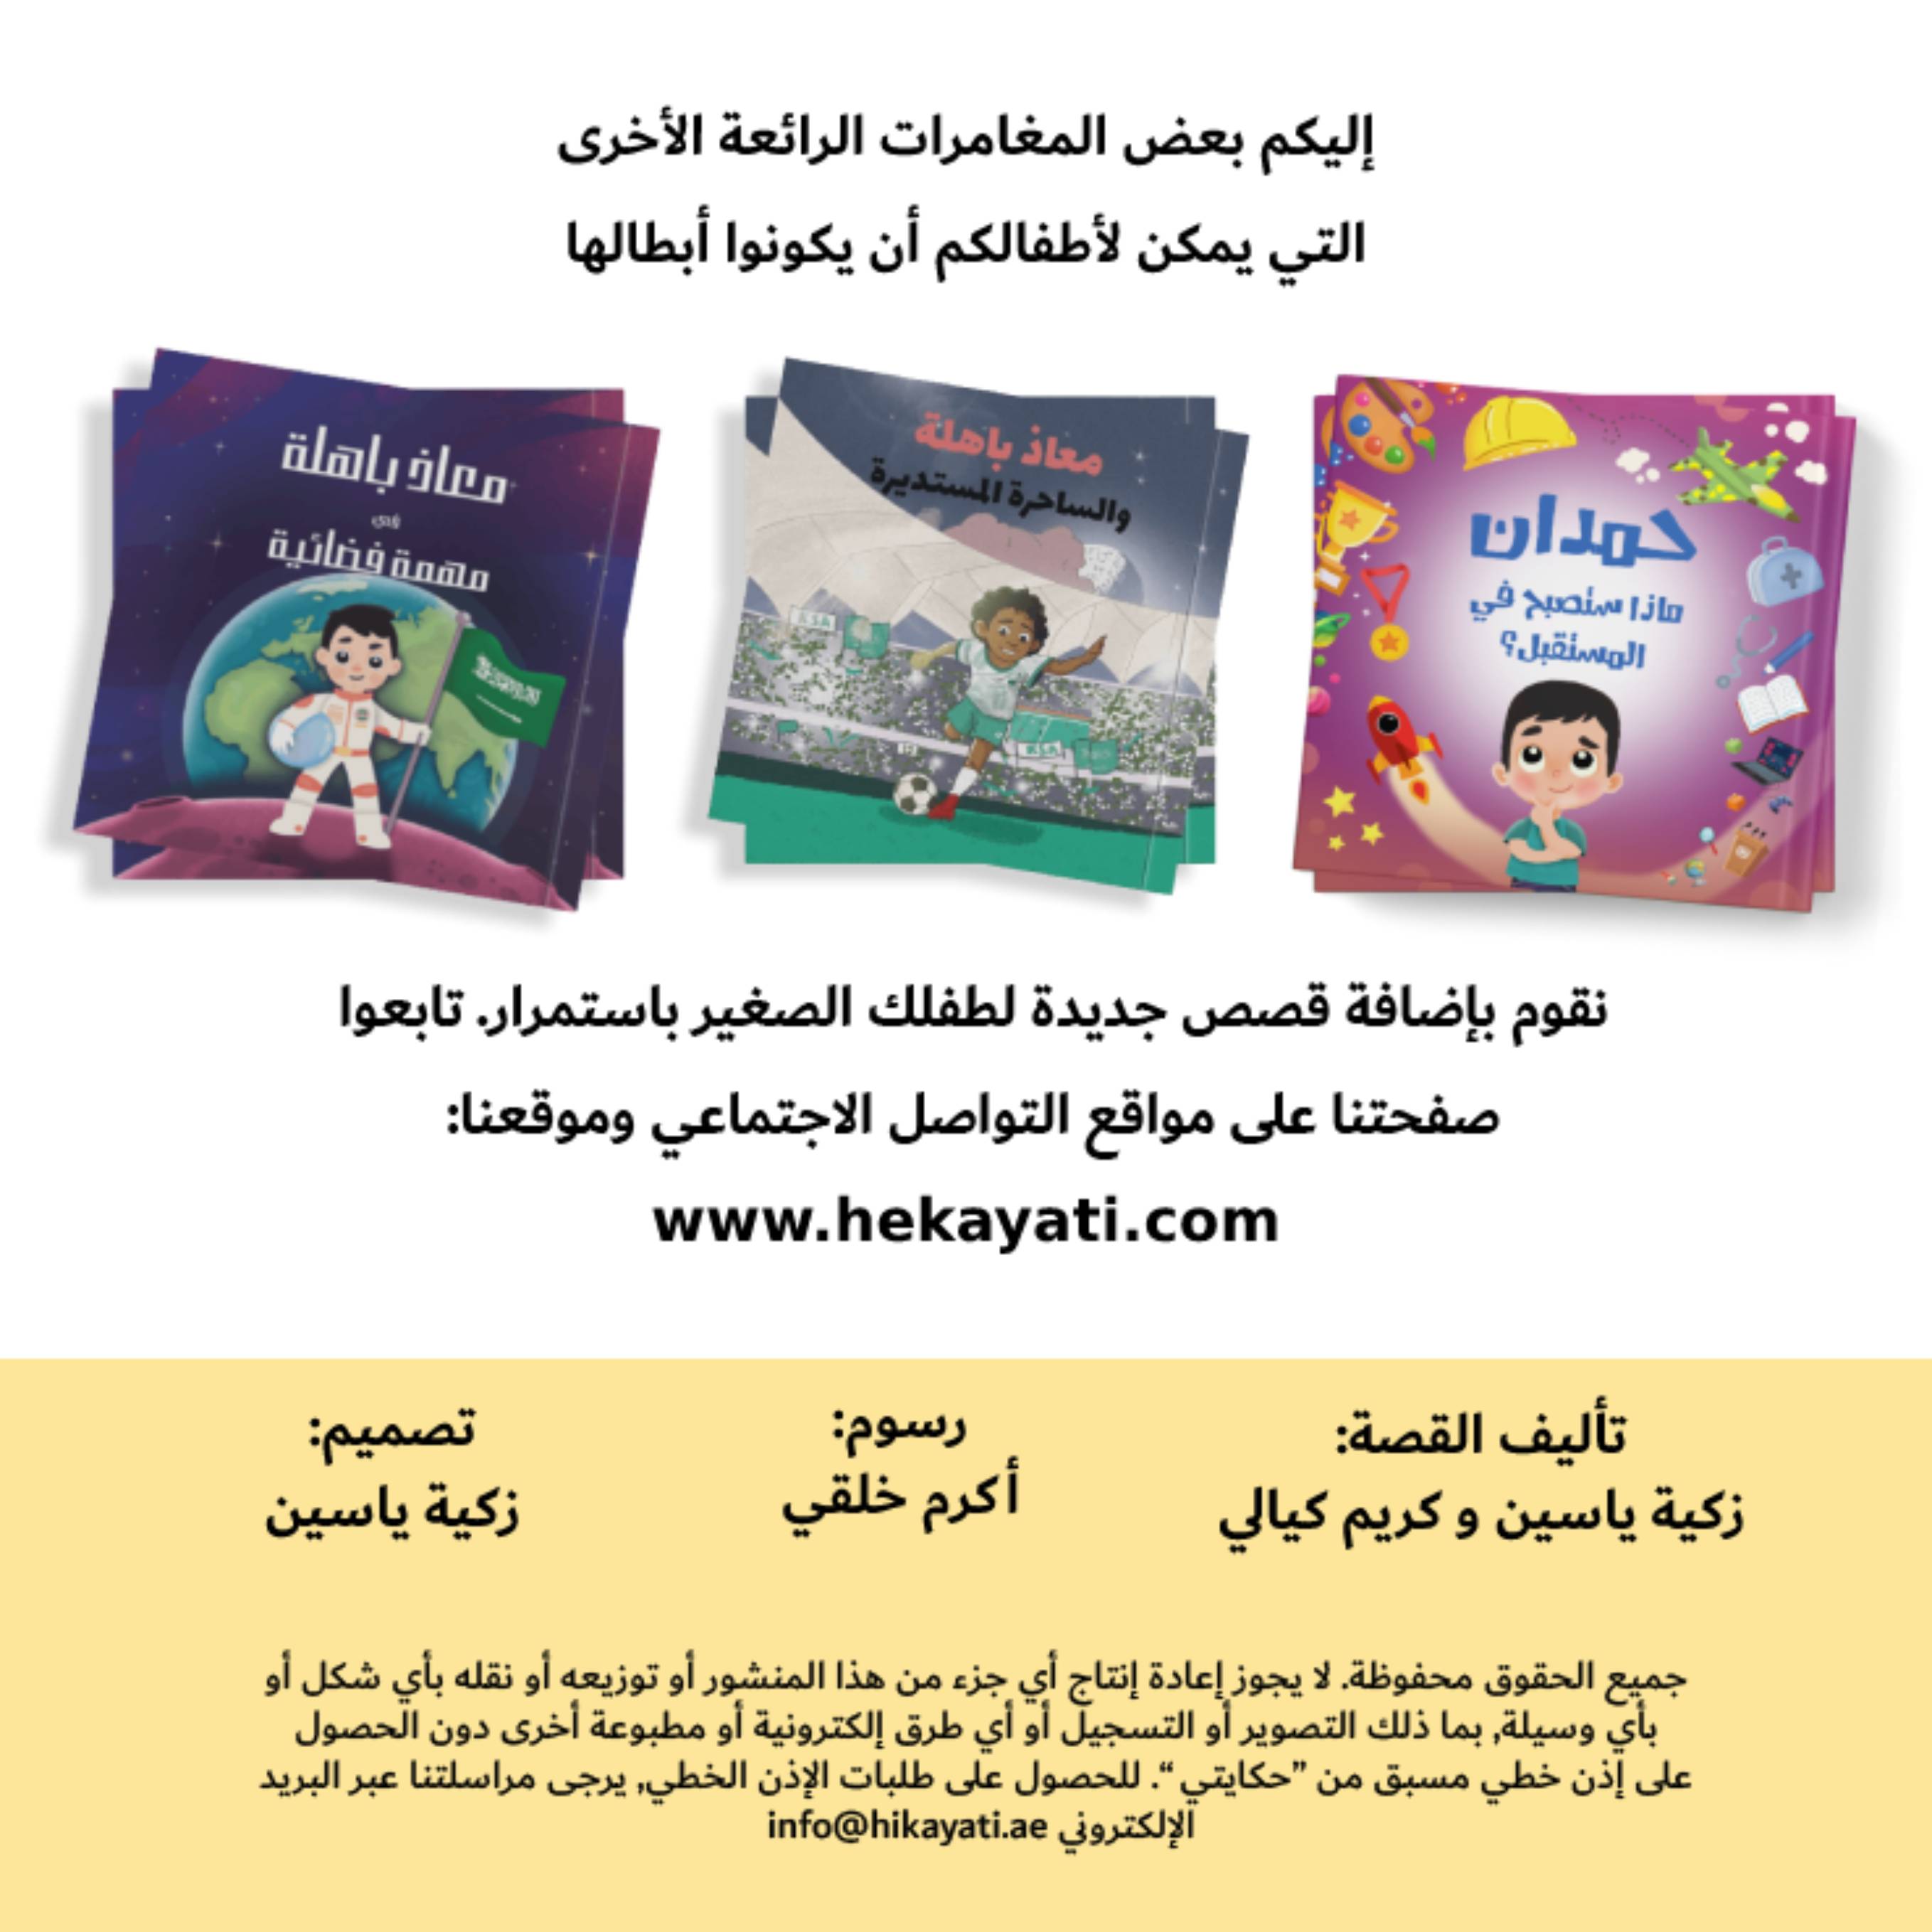 إليكم بعض المغامرات الرائعة الأخرى
التي يمكن لأطفالكم أن يكونوا أبطالها
حمدان
ماذا ستصبح في
المستقبل؟
معاذ باهلة
والساحرة المستديرة
KSA
KSA
معاذ باهلة
في
مهمة فضائية
نقوم بإضافة قصص جديدة لطفلك الصغير باستمرار. تابعوا
صفحتنا على مواقع التواصل الاجتماعي وموقعنا:
www.hekayati.com
تأليف القصة:
زكية ياسين و كريم كيالي
رسوم:
أكرم خلقي
تصميم:
زكية ياسين
جميع الحقوق محفوظة. لا يجوز إعادة إنتاج أي جزء من هذا المنشور أو توزيعه أو نقله بأي شكل أو
بأي وسيلة, بما ذلك التصوير أو التسجيل أو أي طرق إلكترونية أو مطبوعة أخرى دون الحصول
على إذن خطي مسبق من ”حكايتي“. للحصول على طلبات الإذن الخطي, يرجى مراسلتنا عبر البريد
الإلكتروني info@hikayati.ae